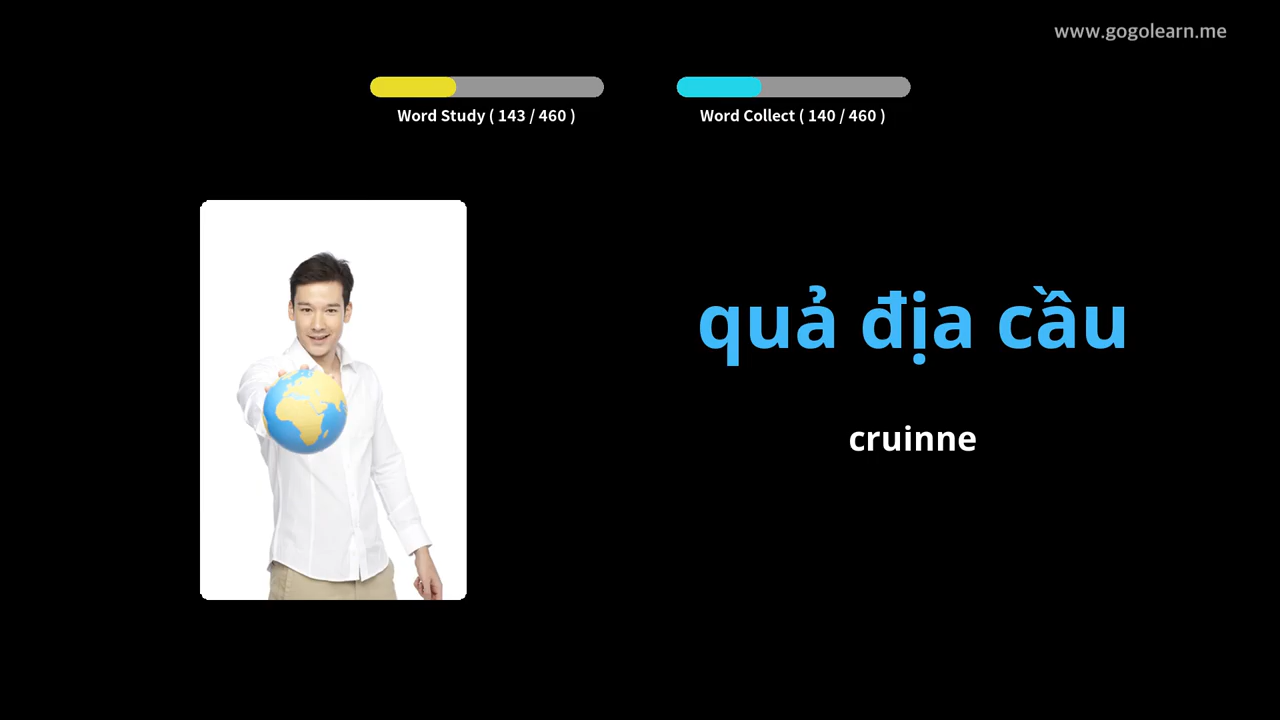 www.gogolearn.me
Word Study ( 143 / 460 )
Word Collect ( 140 / 460 )
quả địa cầu
cruinne